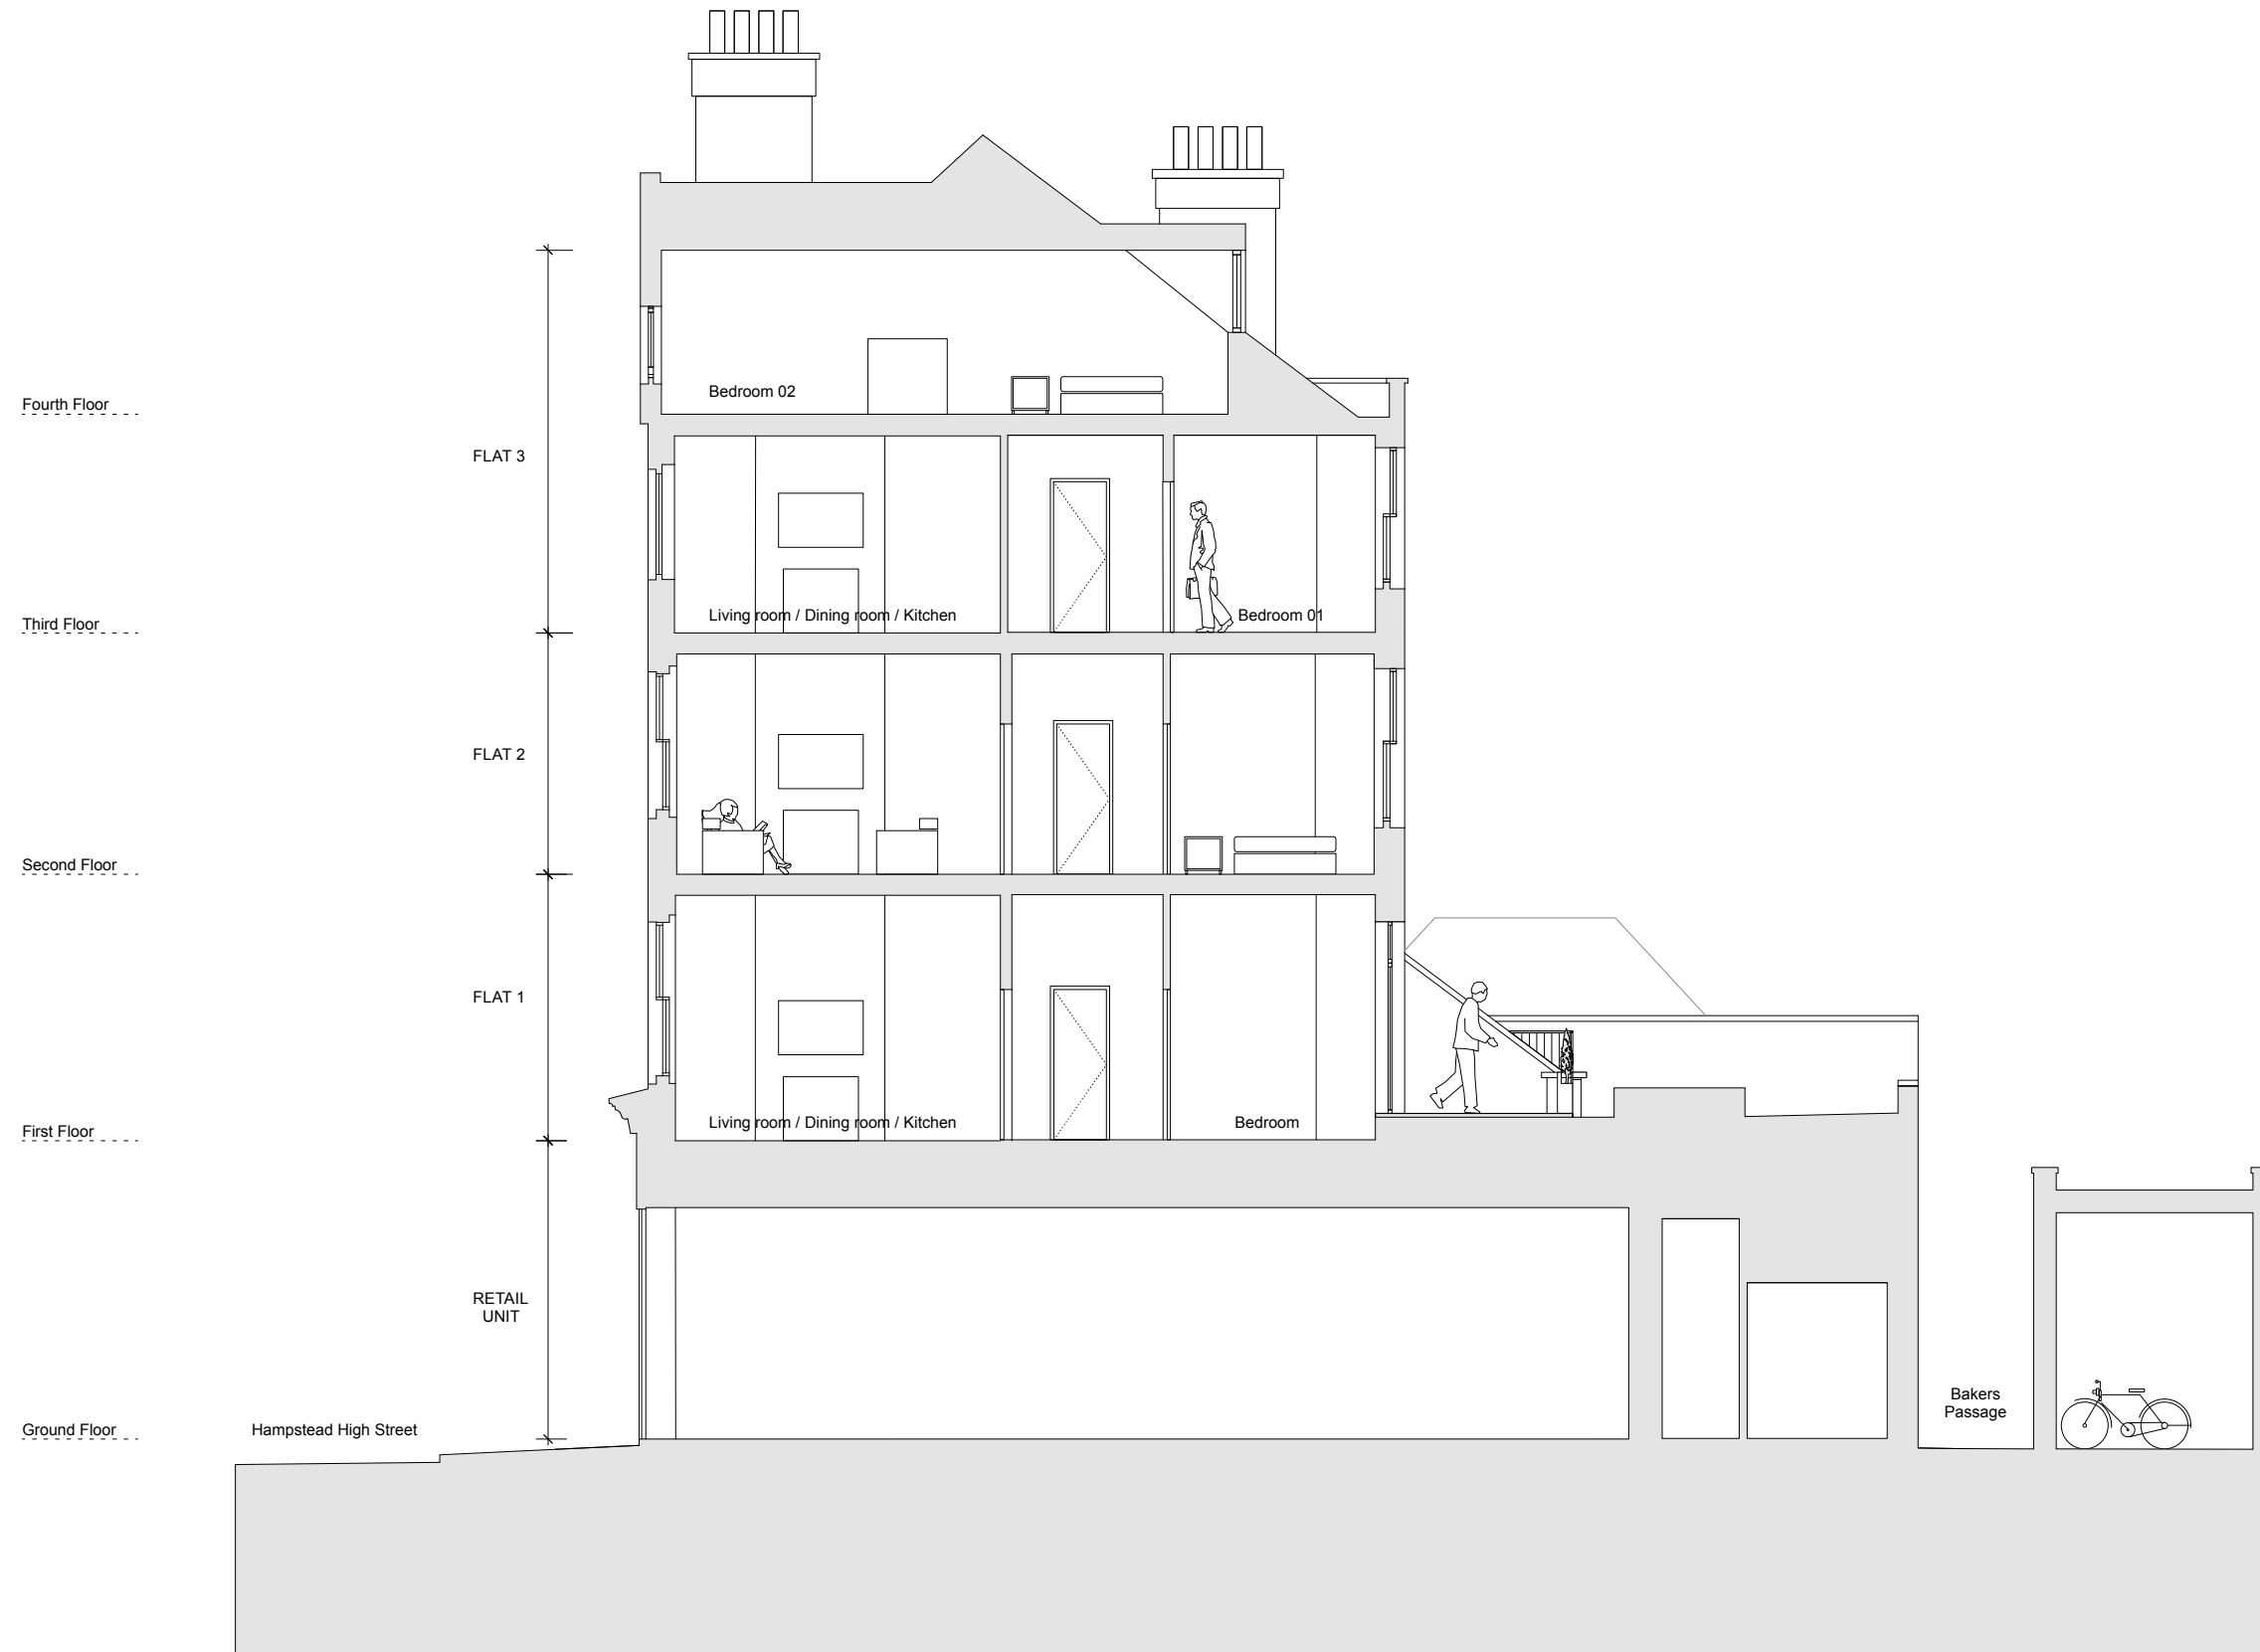 Bedroom 02
Fourth Floor
FLAT 3
Living room / Dining room / Kitchen
Bedroom 01
Third Floor
FLAT 2
Second Floor
FLAT 1
Living room / Dining room / Kitchen
Bedroom
First Floor
RETAIL
UNIT
Bakers
Passage
Ground Floor
Hampstead High Street